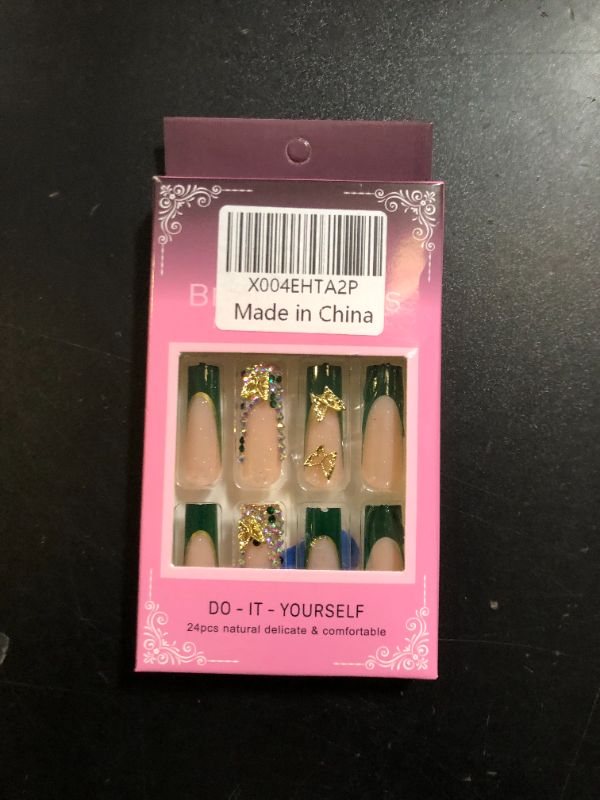 X004EHTA2P
Made in China
DO - IT - YOURSELF
24pcs natural delicate & comfortable